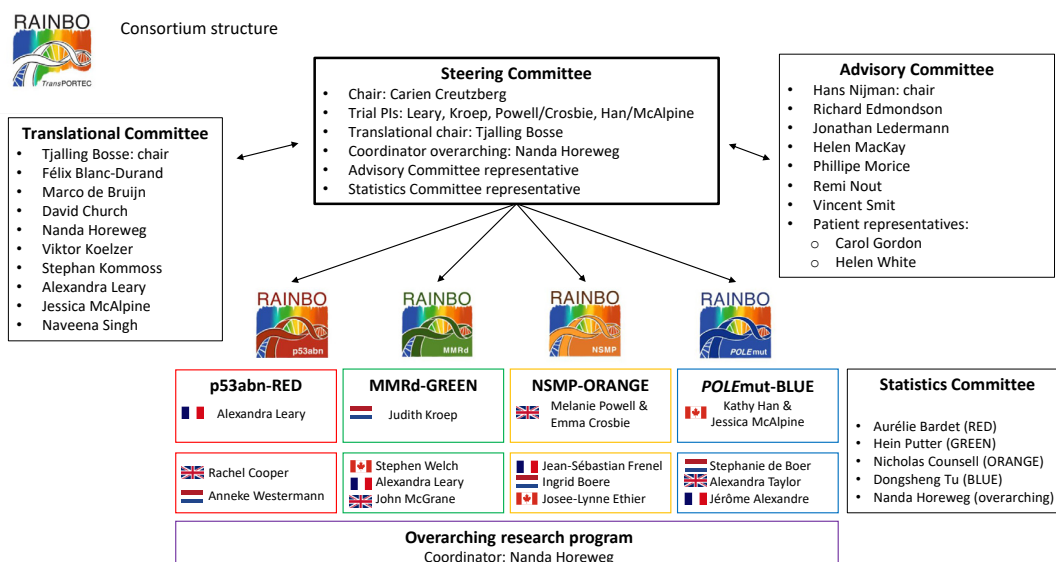 RAINBO
TransPORTEC
Consortium structure
Steering Committee
• Chair: Carien Creutzberg
• Trial PIs: Leary, Kroep, Powell/Crosbie, Han/McAlpine
• Translational chair: Tjalling Bosse
• Coordinator overarching: Nanda Horeweg
• Advisory Committee representative
• Statistics Committee representative
Advisory Committee
• Hans Nijman: chair
• Richard Edmondson
• Jonathan Ledermann
• Helen MacKay
• Phillipe Morice
• Remi Nout
• Vincent Smit
• Patient representatives:
o Carol Gordon
o Helen White
Translational Committee
• Tjalling Bosse: chair
• Félix Blanc-Durand
• Marco de Bruijn
• David Church
• Nanda Horeweg
• Viktor Koelzer
• Stephan Kommoss
• Alexandra Leary
• Jessica McAlpine
• Naveena Singh
RAINBO
p53abn
RAINBO
MMRd
RAINBO
NSMP
RAINBO
POLEmut
p53abn-RED
Alexandra Leary
Rachel Cooper
Anneke Westermann
MMRd-GREEN
Judith Kroep
Stephen Welch
Alexandra Leary
John McGrane
NSMP-ORANGE
Melanie Powell &
Emma Crosbie
Jean-Sébastian Frenel
Ingrid Boere
Josee-Lynne Ethier
POLEmut-BLUE
Kathy Han &
Jessica McAlpine
Stephanie de Boer
Alexandra Taylor
Jérôme Alexandre
Statistics Committee
• Aurélie Bardet (RED)
• Hein Putter (GREEN)
• Nicholas Counsell (ORANGE)
• Dongsheng Tu (BLUE)
• Nanda Horeweg (overarching)
Overarching research program
Coordinator: Nanda Horeweg